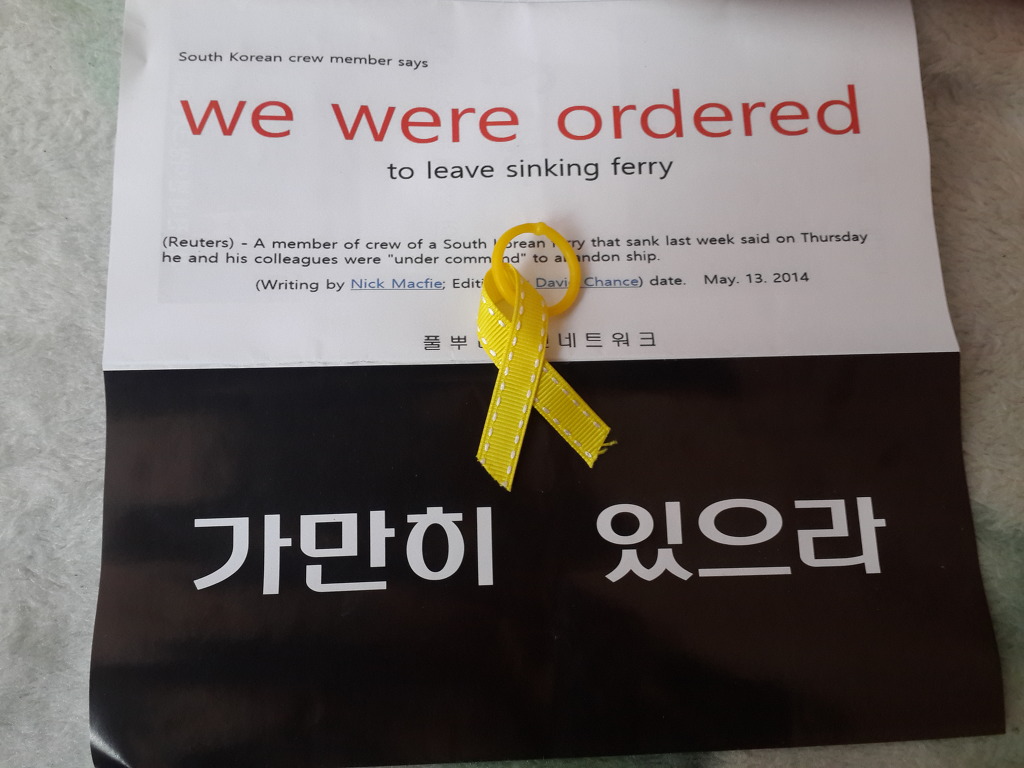 South Korean crew member says
we were ordered
to leave sinking ferry
(Reuters) - A member of crew of a South Korean ferry that sank last week said on Thursday
he and his colleagues were "under command" to abandon ship.
(Writing by Nick Macfie; David Chance) date. May. 13. 2014
풀뿌 네트워크
가만히 있으라